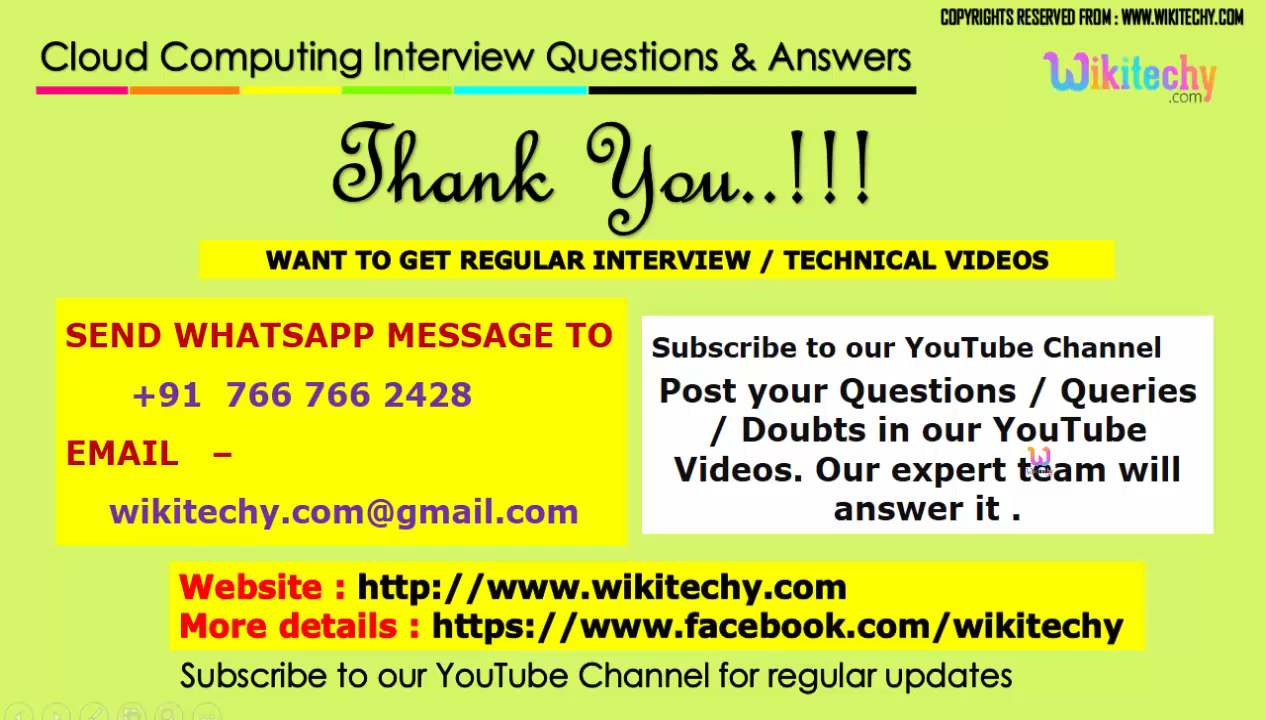 COPYRIGHTS RESERVED FROM : WWW.WIKITECHY.COM
Cloud Computing Interview Questions & Answers
Wikitechy
.com
Thank You..!!!
WANT TO GET REGULAR INTERVIEW / TECHNICAL VIDEOS
SEND WHATSAPP MESSAGE TO
+91 766 766 2428
EMAIL –
wikitechy.com@gmail.com
Subscribe to our YouTube Channel
Post your Questions / Queries
/ Doubts in our YouTube
Videos. Our expert team will
answer it .
Website : http://www.wikitechy.com
More details : https://www.facebook.com/wikitechy
Subscribe to our YouTube Channel for regular updates